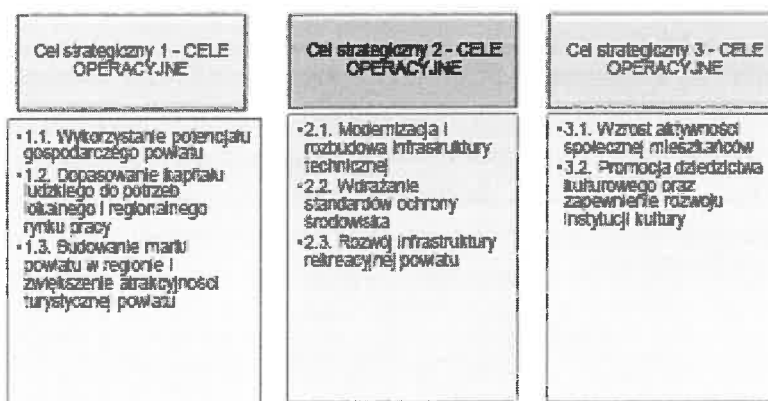 Cel strategiczny 1 - CELE
OPERACYJNE
•1.1. Wykorzystanie potencjału
gospodarczego powiatu
•1.2. Dopasowanie kapitału
ludzkiego do potrzeb
lokalnego i regionalnego
rynku pracy
•1.3. Budowanie marki
powiatu w regionie i
zwiększenie atrakcyjności
turystycznej powiatu
Cel strategiczny 2 - CELE
OPERACYJNE
•2.1. Modernizacja i
rozbudowa infrastruktury
technicznej
•2.2. Wdrażanie
standardów ochrony
środowiska
•2.3. Rozwój infrastruktury
rekreacyjnej powiatu
Cel strategiczny 3 - CELE
OPERACYJNE
•3.1. Wzrost aktywności
społecznej mieszkańców
•3.2. Promocja dziedzictwa
kulturowego oraz
zapewnienie rozwoju
instytucji kultury